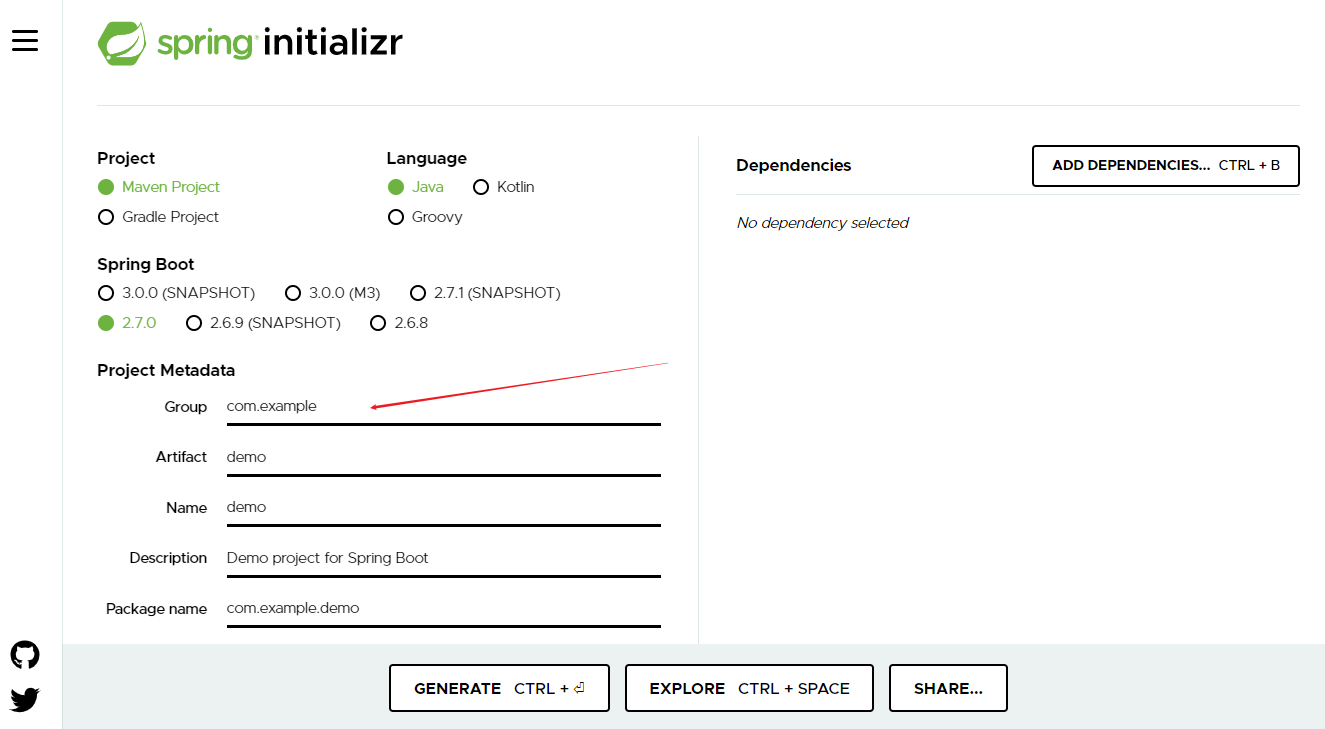 spring initializr
Project
Maven Project
Gradle Project
Language
Java Kotlin
Groovy
Spring Boot
3.0.0 (SNAPSHOT) 3.0.0 (M3) 2.7.1 (SNAPSHOT)
2.7.0 2.6.9 (SNAPSHOT) 2.6.8
Project Metadata
Group com.example
Artifact demo
Name demo
Description Demo project for Spring Boot
Package name com.example.demo
Dependencies
ADD DEPENDENCIES... CTRL + B
No dependency selected
GENERATE CTRL + ⏎ EXPLORE CTRL + SPACE SHARE...